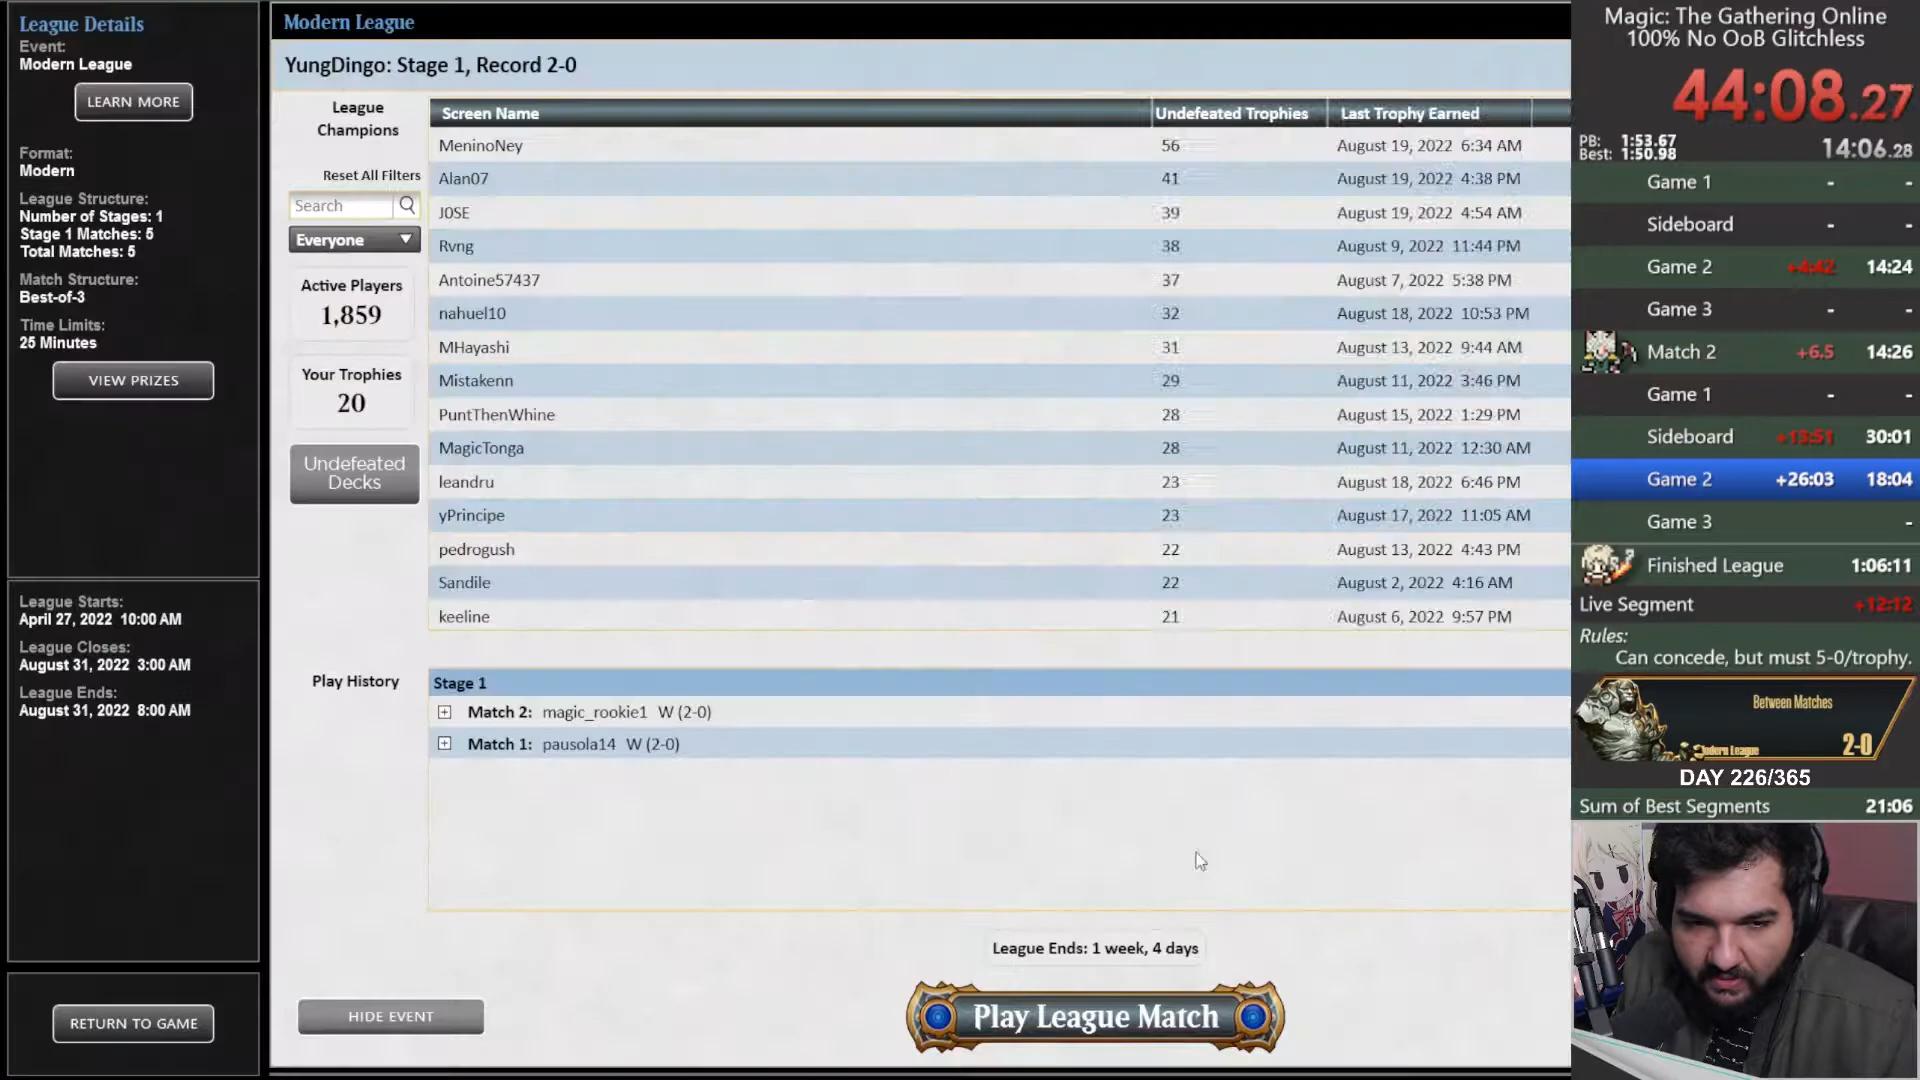 League Details
Event:
Modern League
LEARN MORE
Format:
Modern
League Structure:
Number of Stages: 1
Stage 1 Matches: 5
Total Matches: 5
Match Structure:
Best-of-3
Time Limits:
25 Minutes
VIEW PRIZES
League Starts:
April 27, 2022 10:00 AM
League Closes:
August 31, 2022 3:00 AM
League Ends:
August 31, 2022 8:00 AM
RETURN TO GAME
Modern League
YungDingo: Stage 1, Record 2-0
League
Champions
Reset All Filters
Search
Everyone
Active Players
1,859
Your Trophies
20
Undefeated
Decks
Screen Name Undefeated Trophies Last Trophy Earned
MeninoNey 56 August 19, 2022 6:34 AM
Alan07 41 August 19, 2022 4:38 PM
J0SE 39 August 19, 2022 4:54 AM
Rvng 38 August 9, 2022 11:44 PM
Antoine57437 37 August 7, 2022 5:38 PM
nahuel10 32 August 18, 2022 10:53 PM
MHayashi 31 August 13, 2022 9:44 AM
Mistakenn 29 August 11, 2022 3:46 PM
PuntThenWhine 28 August 15, 2022 1:29 PM
MagicTonga 28 August 11, 2022 12:30 AM
leandru 23 August 18, 2022 6:46 PM
yPrincipe 23 August 17, 2022 11:05 AM
pedrogush 22 August 13, 2022 4:43 PM
Sandile 22 August 2, 2022 4:16 AM
keeline 21 August 6, 2022 9:57 PM
Play History
Stage 1
Match 2: magic_rookie1 W (2-0)
Match 1: pausola14 W (2-0)
League Ends: 1 week, 4 days
HIDE EVENT
Play League Match
Magic: The Gathering Online
100% No OoB Glitchless
44:08.27
PB: 1:53.67
Best: 1:50.98
14:06.28
Game 1 - -
Sideboard - -
Game 2 +4:42 14:24
Game 3 - -
Match 2 +6.5 14:26
Game 1 - -
Sideboard +13:51 30:01
Game 2 +26:03 18:04
Game 3 -
Finished League 1:06:11
Live Segment +12:12
Rules:
Can concede, but must 5-0/trophy.
Between Matches
Modern League 2-0
DAY 226/365
Sum of Best Segments 21:06